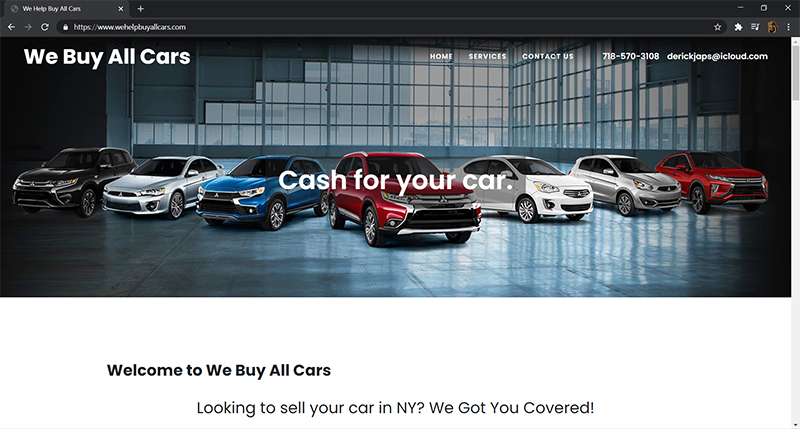 We Help Buy All Cars
https://www.wehelpbuyallcars.com
We Buy All Cars
HOME SERVICES CONTACT US 718-570-3108 derickjaps@icloud.com
Cash for your car.
Welcome to We Buy All Cars
Looking to sell your car in NY? We Got You Covered!